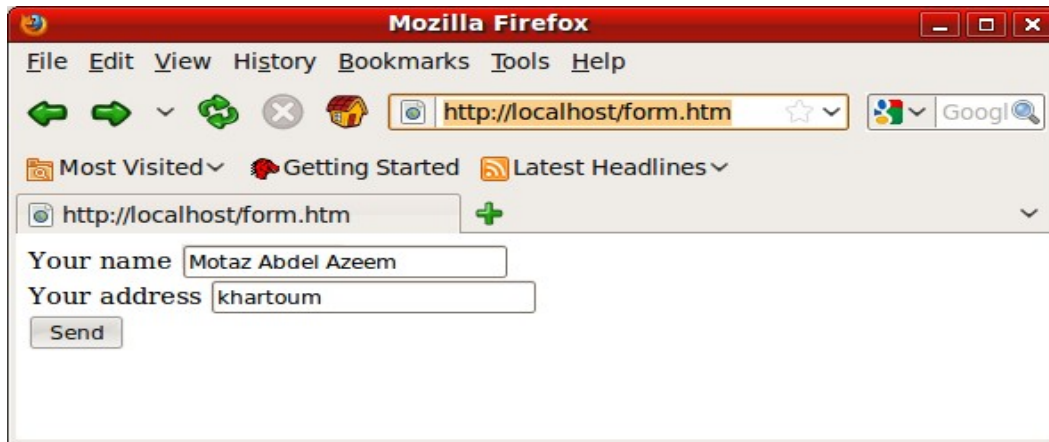 Mozilla Firefox
File Edit View History Bookmarks Tools Help
http://localhost/form.htm Googl
Most Visited Getting Started Latest Headlines
http://localhost/form.htm
Your name Motaz Abdel Azeem
Your address khartoum
Send